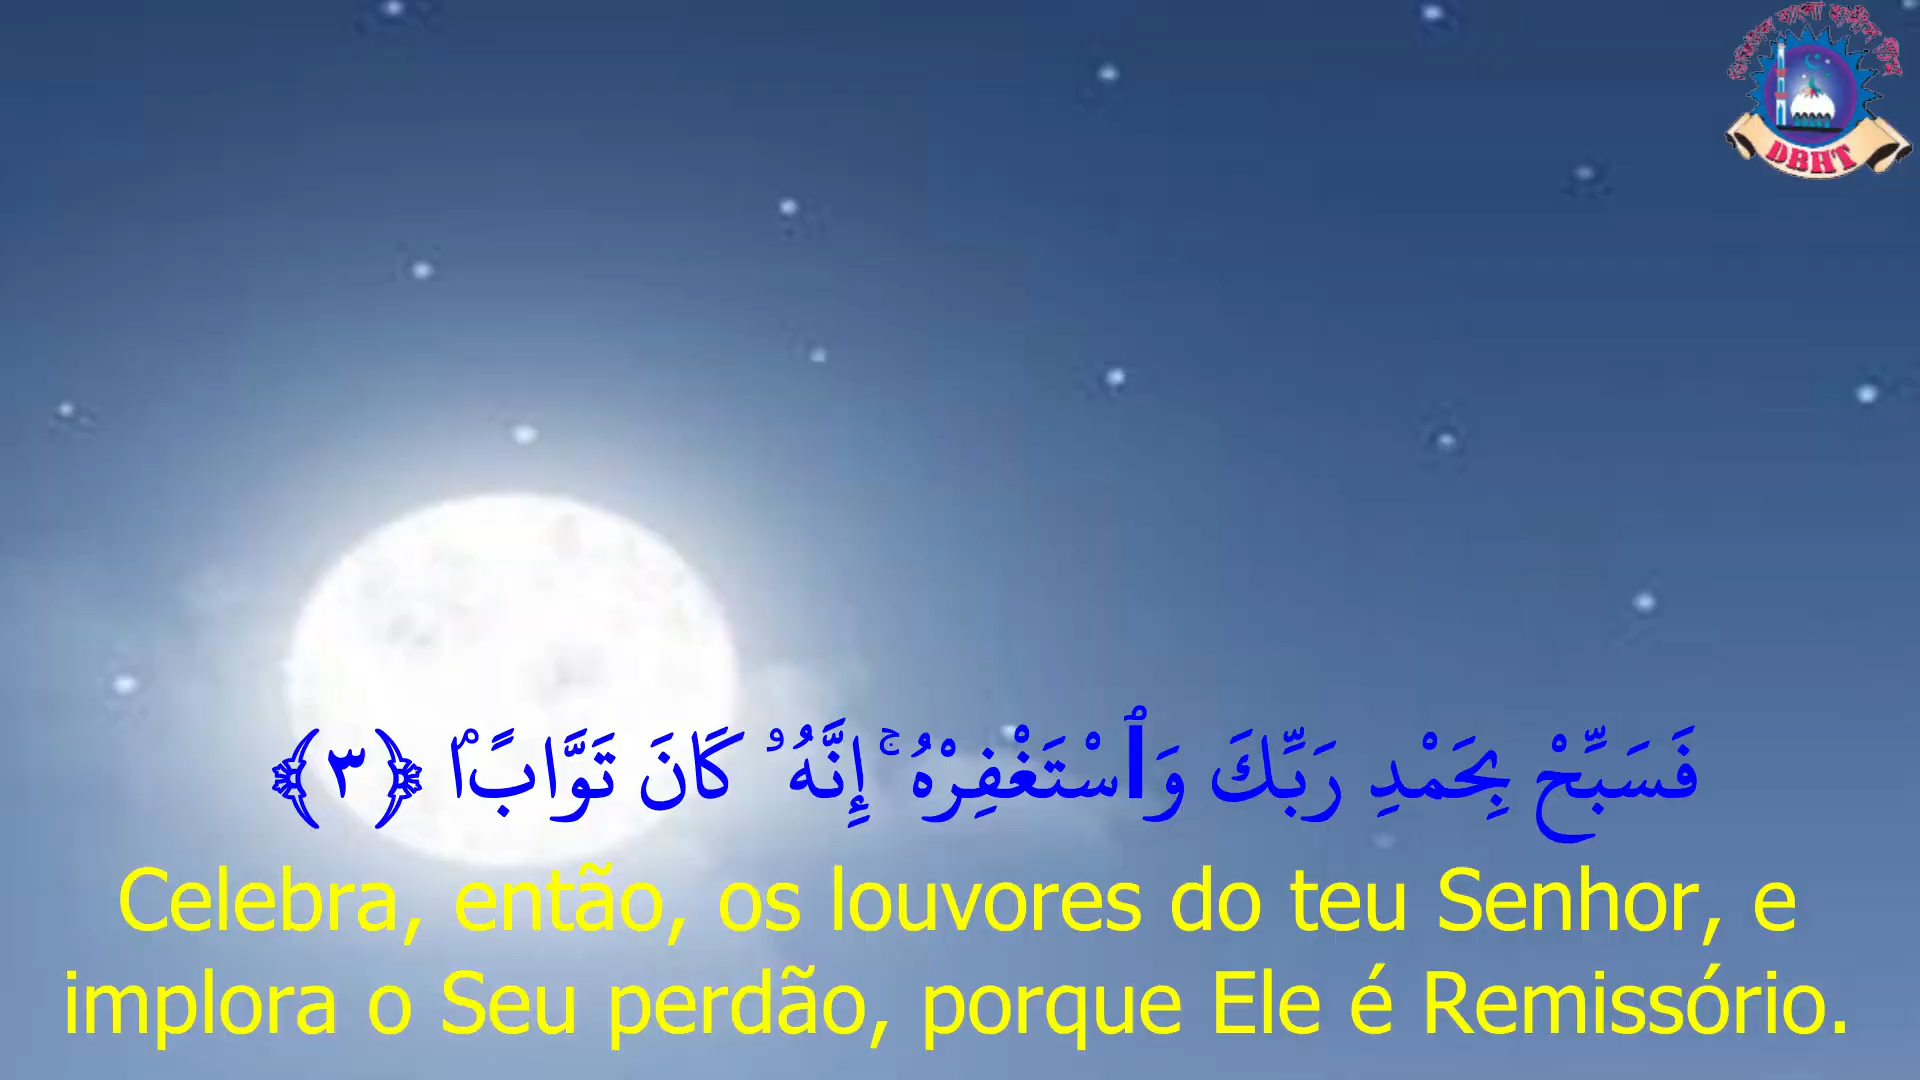 DBHT
فَسَبِّحْ بِحَمْدِ رَبِّكَ وَٱسْتَغْفِرْهُ ۚ إِنَّهُۥ كَانَ تَوَّابًۢا ﴿٣﴾
Celebra, então, os louvores do teu Senhor, e
implora o Seu perdão, porque Ele é Remissório.